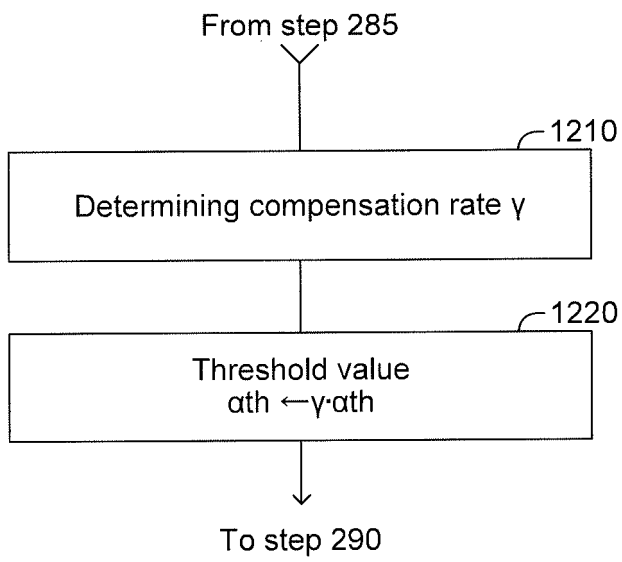 From step 285
1210
Determining compensation rate γ
1220
Threshold value
αth ←γ·αth
To step 290